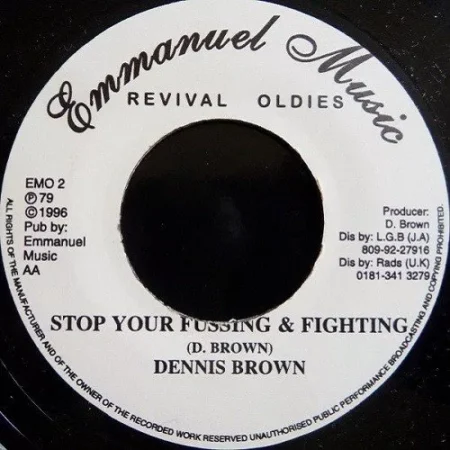 Emmanuel Music
REVIVAL OLDIES
EMO 2
Ⓟ79
©1996
Pub by:
Emmanuel
Music
AA
Producer:
D. Brown
Dis by: L.G.B (J.A)
809-92-27916
Dis by: Rads (U.K)
0181-341 3279
STOP YOUR FUSSING & FIGHTING
(D. BROWN)
DENNIS BROWN
ALL RIGHTS OF THE MANUFACTURER AND OF THE OWNER OF THE RECORDED WORK RESERVED UNAUTHORISED PUBLIC PERFORMANCE BROADCASTING AND COPYING PROHIBITED.